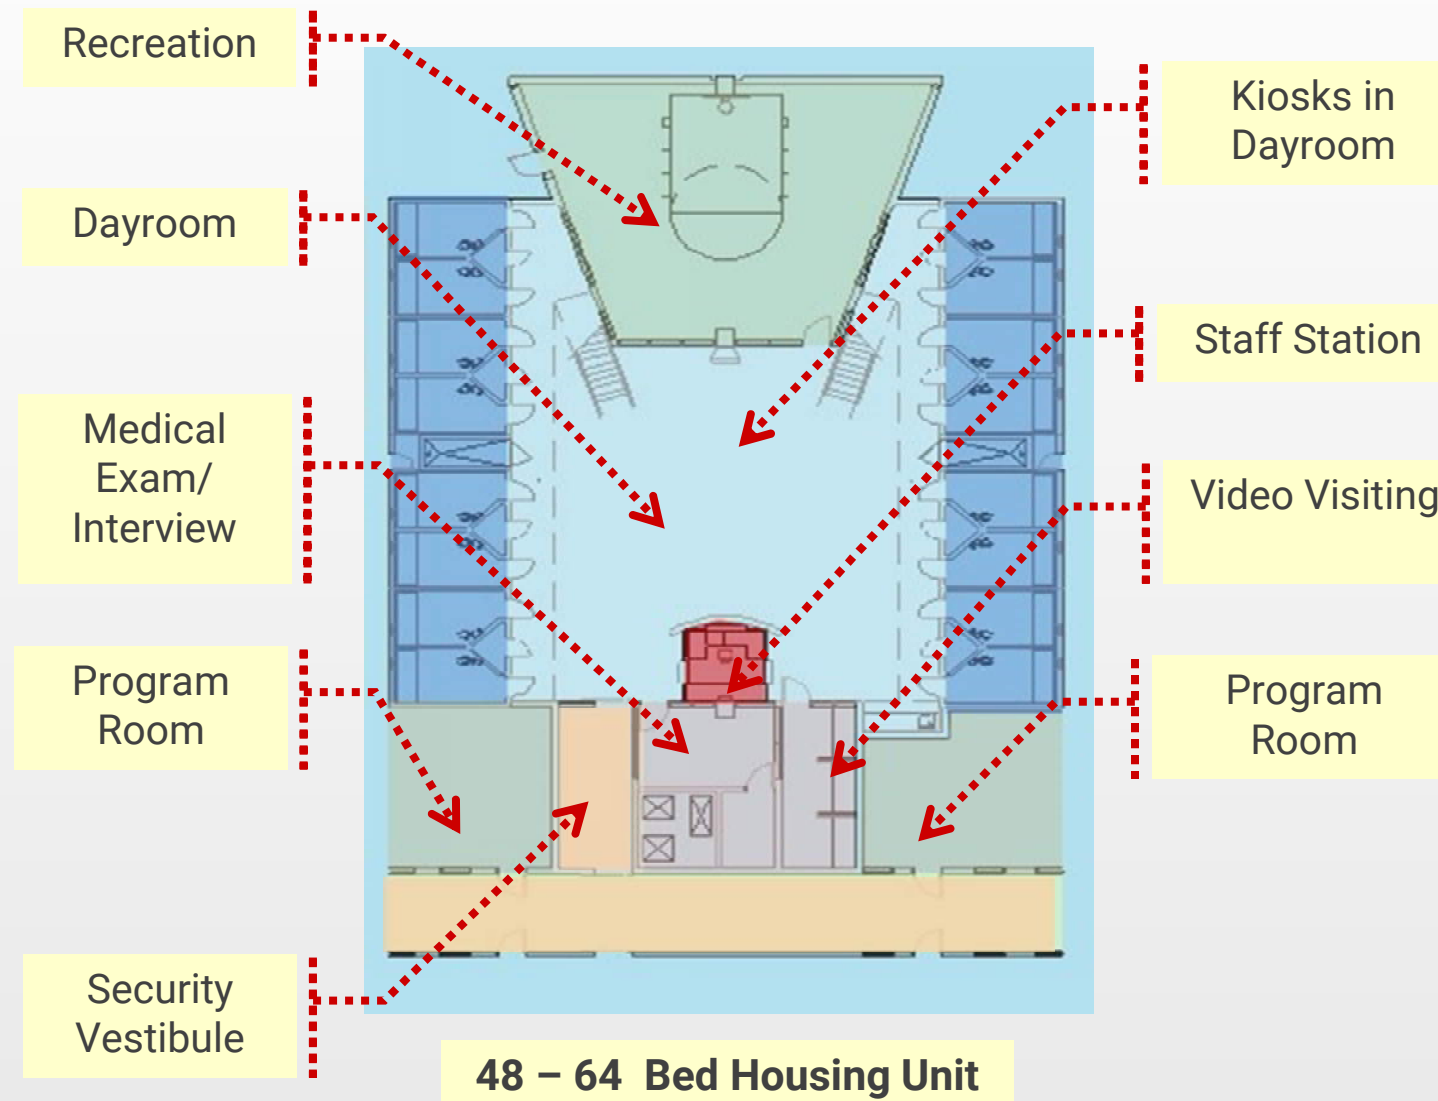 Recreation
Dayroom
Medical
Exam/
Interview
Program
Room
Security
Vestibule
Kiosks in
Dayroom
Staff Station
Video Visiting
Program
Room
48 – 64 Bed Housing Unit